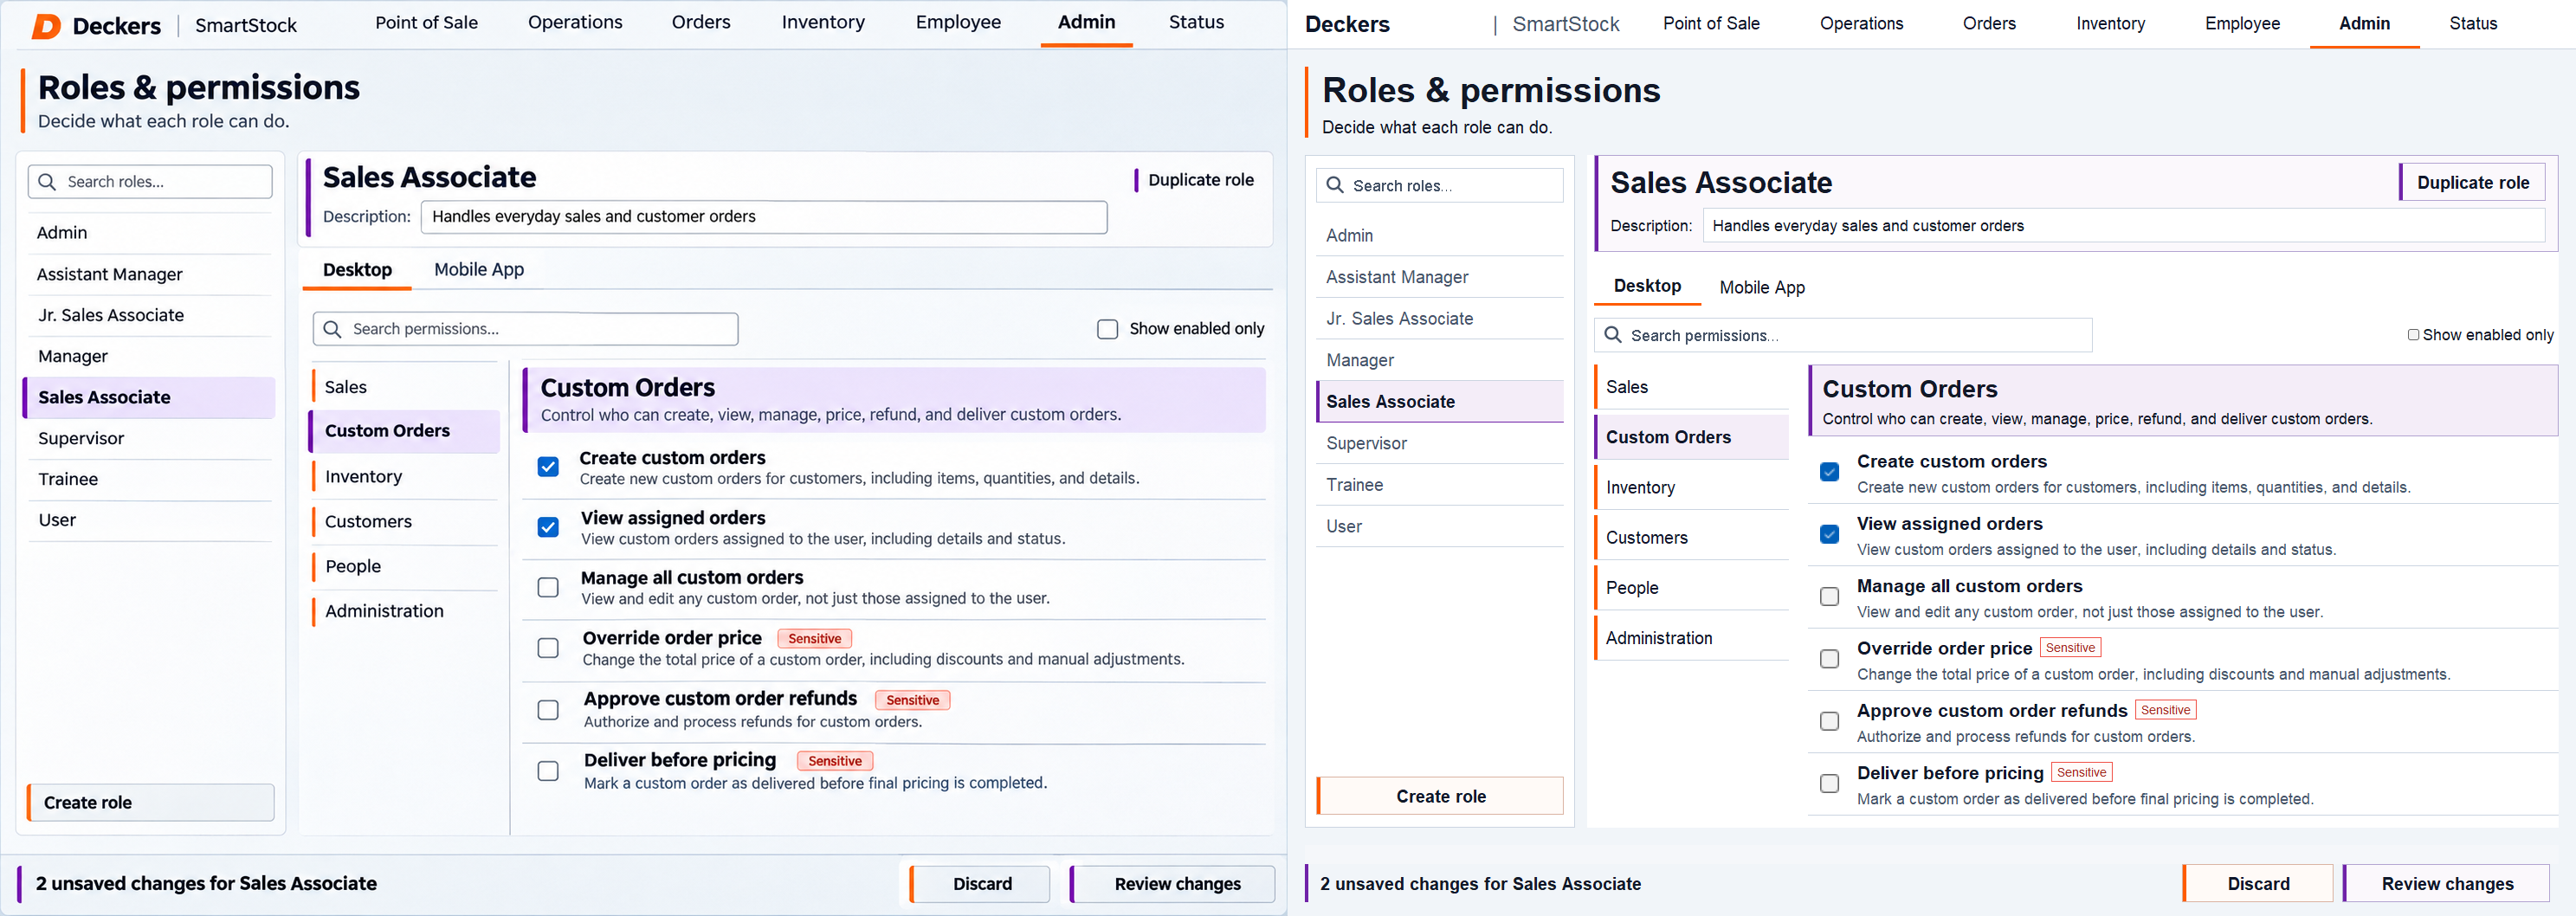 Deckers | SmartStock Point of Sale Operations Orders Inventory Employee Admin Status
Roles & permissions
Decide what each role can do.
Search roles...
Admin
Assistant Manager
Jr. Sales Associate
Manager
Sales Associate
Supervisor
Trainee
User
Create role
Sales Associate
Duplicate role
Description: Handles everyday sales and customer orders
Desktop Mobile App
Search permissions...
Show enabled only
Sales
Custom Orders
Inventory
Customers
People
Administration
Custom Orders
Control who can create, view, manage, price, refund, and deliver custom orders.
Create custom orders
Create new custom orders for customers, including items, quantities, and details.
View assigned orders
View custom orders assigned to the user, including details and status.
Manage all custom orders
View and edit any custom order, not just those assigned to the user.
Override order price Sensitive
Change the total price of a custom order, including discounts and manual adjustments.
Approve custom order refunds Sensitive
Authorize and process refunds for custom orders.
Deliver before pricing Sensitive
Mark a custom order as delivered before final pricing is completed.
2 unsaved changes for Sales Associate
Discard
Review changes
Deckers | SmartStock Point of Sale Operations Orders Inventory Employee Admin Status
Roles & permissions
Decide what each role can do.
Search roles...
Admin
Assistant Manager
Jr. Sales Associate
Manager
Sales Associate
Supervisor
Trainee
User
Create role
Sales Associate
Duplicate role
Description: Handles everyday sales and customer orders
Desktop Mobile App
Search permissions...
Show enabled only
Sales
Custom Orders
Inventory
Customers
People
Administration
Custom Orders
Control who can create, view, manage, price, refund, and deliver custom orders.
Create custom orders
Create new custom orders for customers, including items, quantities, and details.
View assigned orders
View custom orders assigned to the user, including details and status.
Manage all custom orders
View and edit any custom order, not just those assigned to the user.
Override order price Sensitive
Change the total price of a custom order, including discounts and manual adjustments.
Approve custom order refunds Sensitive
Authorize and process refunds for custom orders.
Deliver before pricing Sensitive
Mark a custom order as delivered before final pricing is completed.
2 unsaved changes for Sales Associate
Discard
Review changes